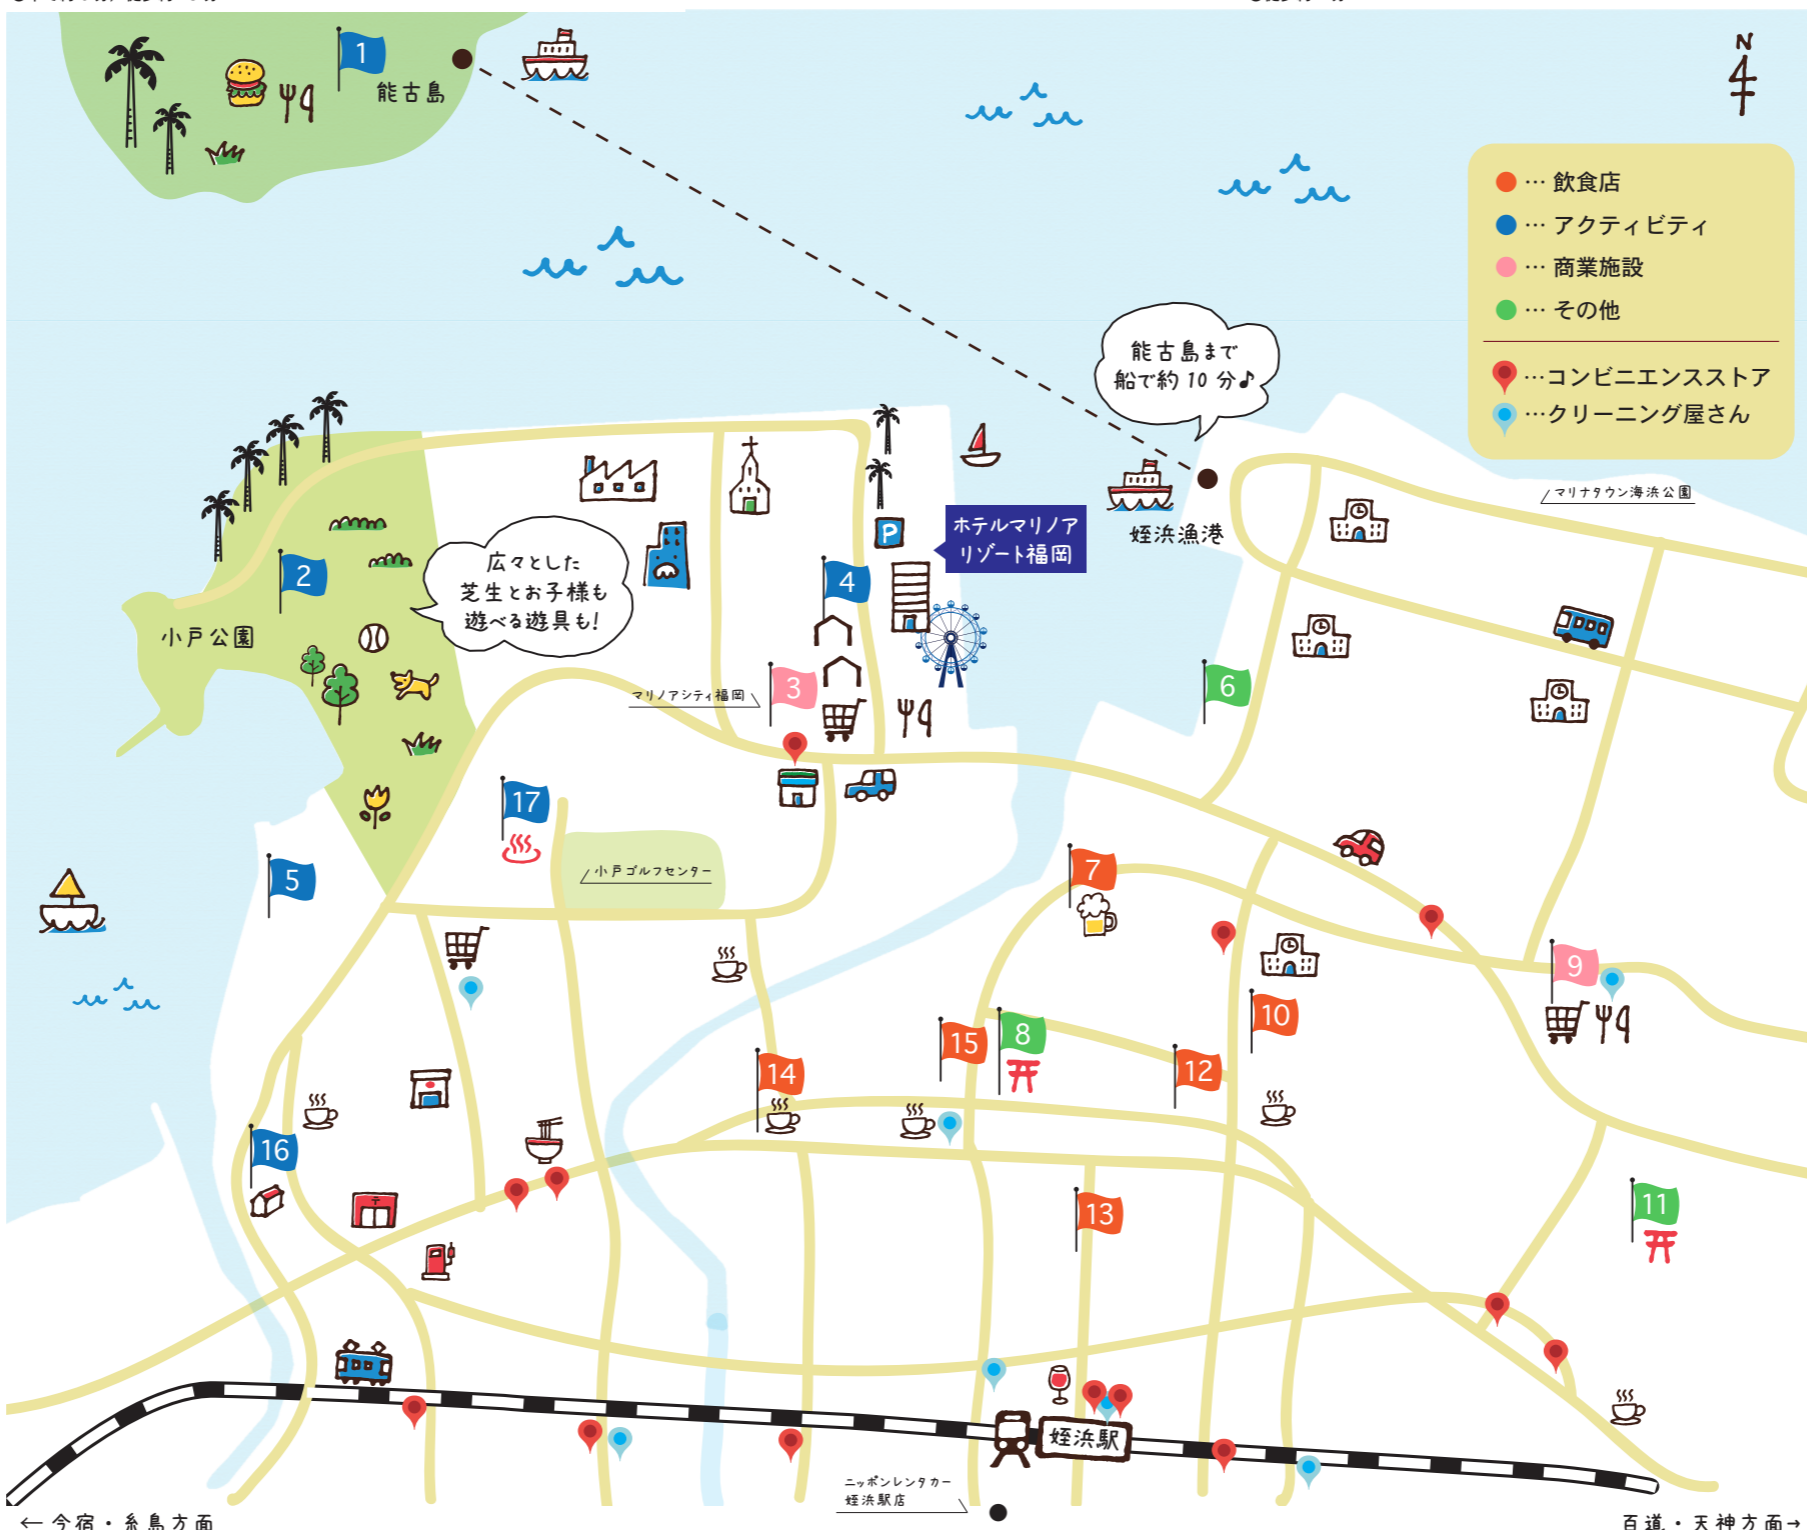 1
能古島
N
… 飲食店
… アクティビティ
… 商業施設
… その他
…コンビニエンスストア
…クリーニング屋さん
能古島まで
船で約10分♪
姪浜漁港
マリナタウン海浜公園
P
ホテルマリノア
リゾート福岡
2
小戸公園
広々とした
芝生とお子様も
遊べる遊具も!
4
3
マリノアシティ福岡
6
17
小戸ゴルフセンター
5
7
9
10
15
8
12
14
16
13
11
姪浜駅
ニッポンレンタカー
姪浜駅店
← 今宿・糸島方面
百道・天神方面→